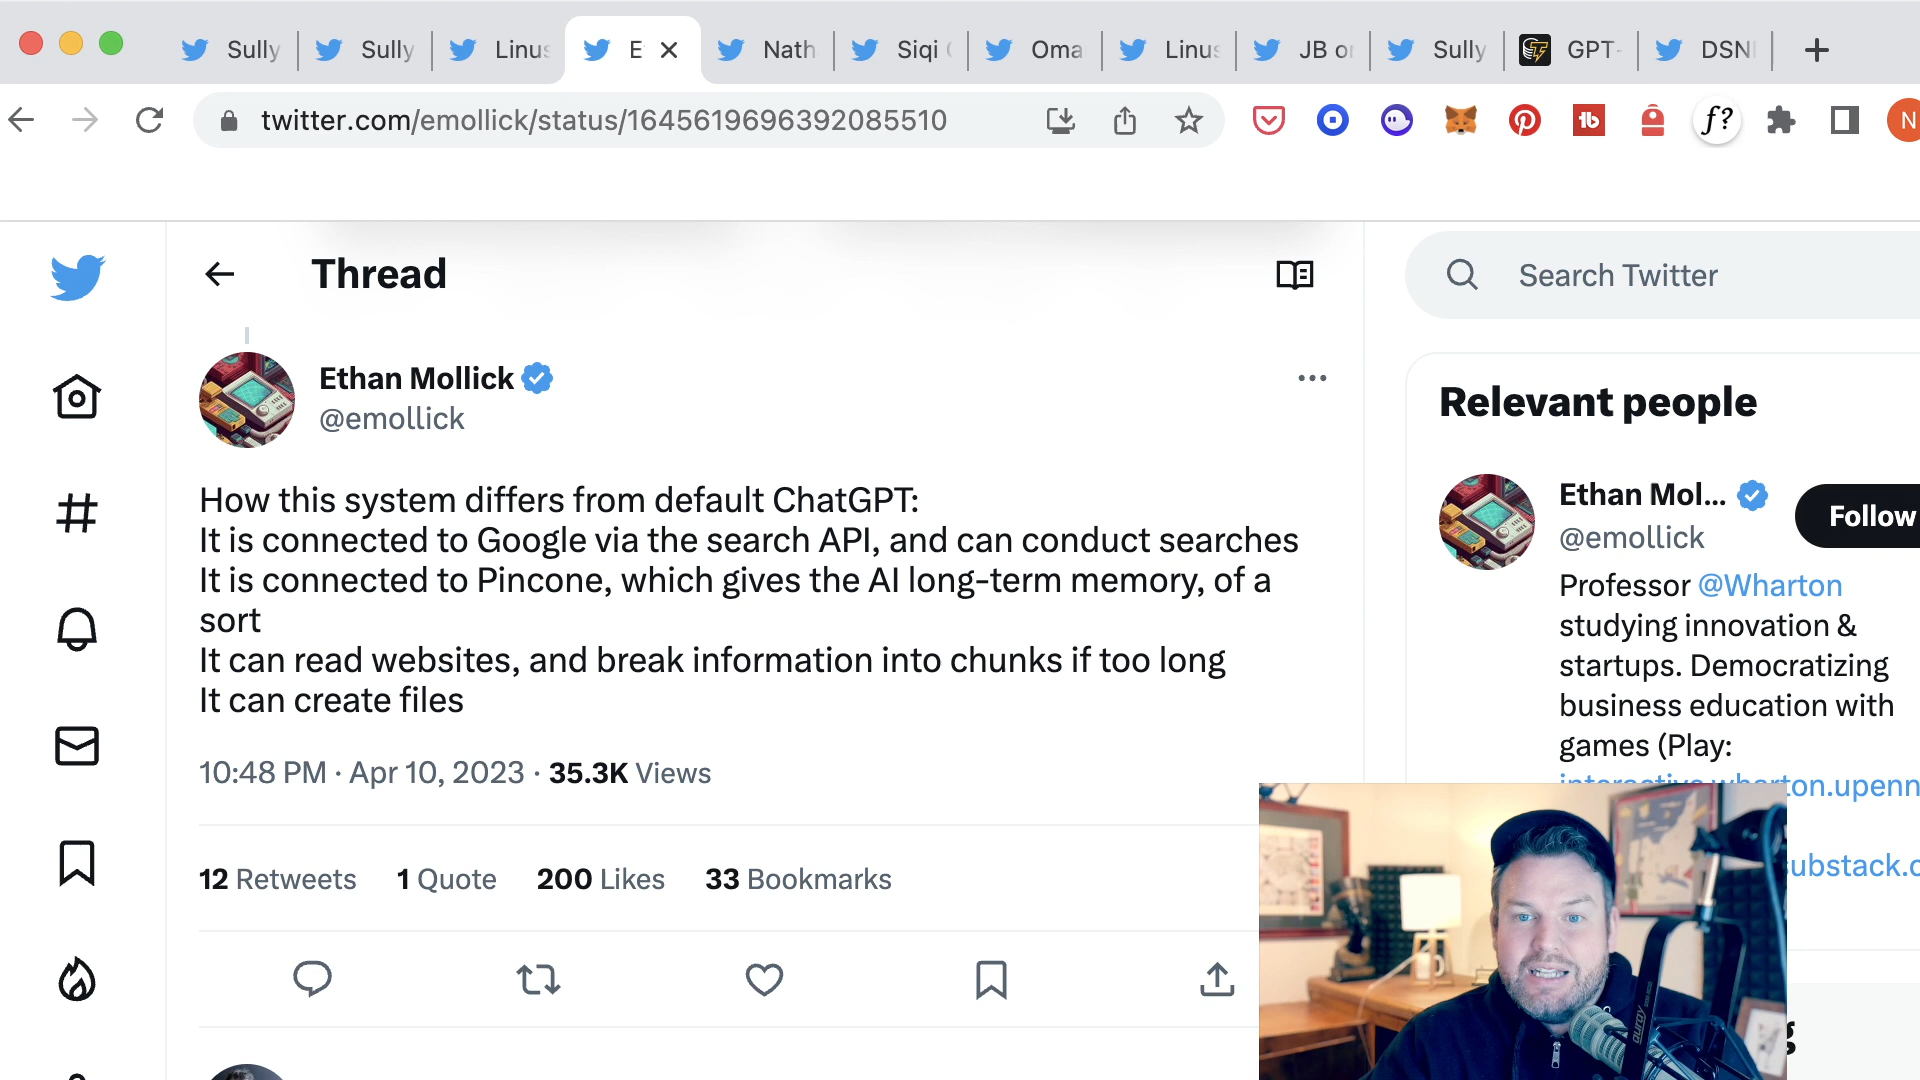 Sully
Sully
Linus
E
Nath
Siqi
Oma
Linus
JB or
Sully
GPT-
DSN
twitter.com/emollick/status/1645619696392085510
f?
N
Thread
Search Twitter
Ethan Mollick
@emollick
How this system differs from default ChatGPT:
It is connected to Google via the search API, and can conduct searches
It is connected to Pincone, which gives the AI long-term memory, of a
sort
It can read websites, and break information into chunks if too long
It can create files
10:48 PM · Apr 10, 2023 · 35.3K Views
12 Retweets 1 Quote 200 Likes 33 Bookmarks
Relevant people
Ethan Mol...
@emollick
Follow
Professor @Wharton
studying innovation &
startups. Democratizing
business education with
games (Play:
interactive.wharton.upenn
substack.c